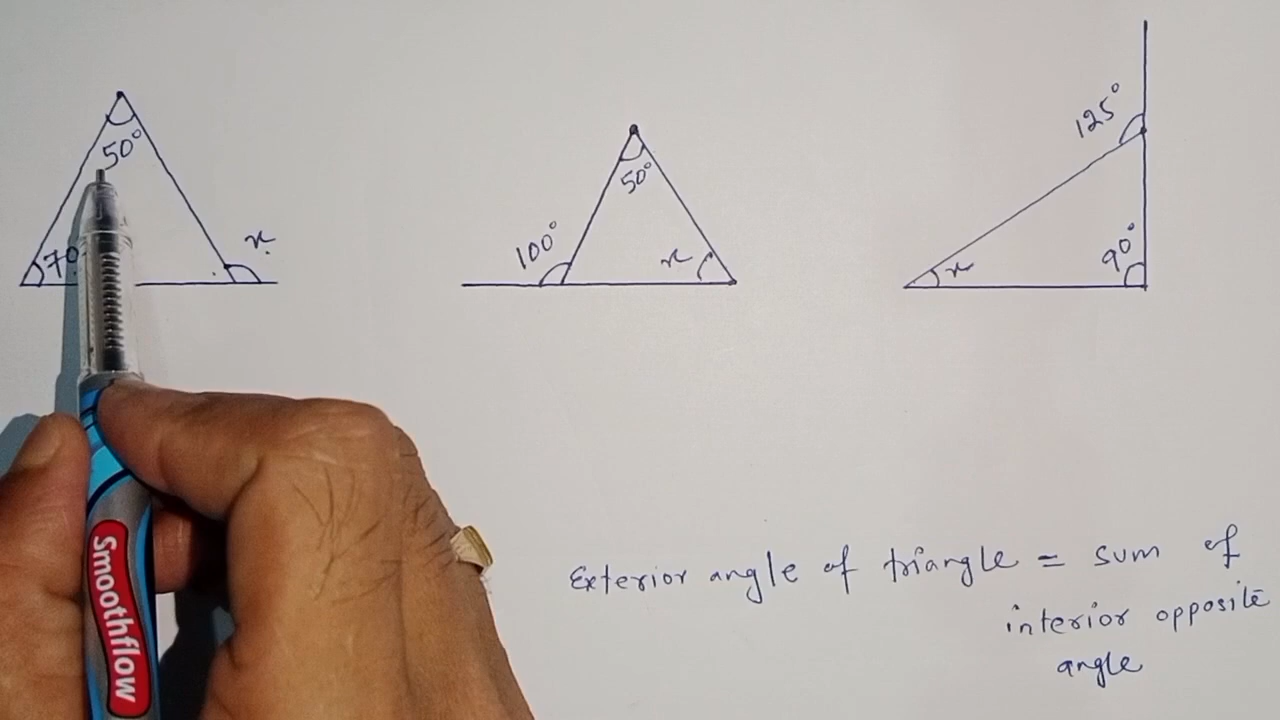 50°
70
x
100°
50°
x
125°
90°
x
Exterior angle of triangle = sum of
interior opposite
angle
Smoothflow